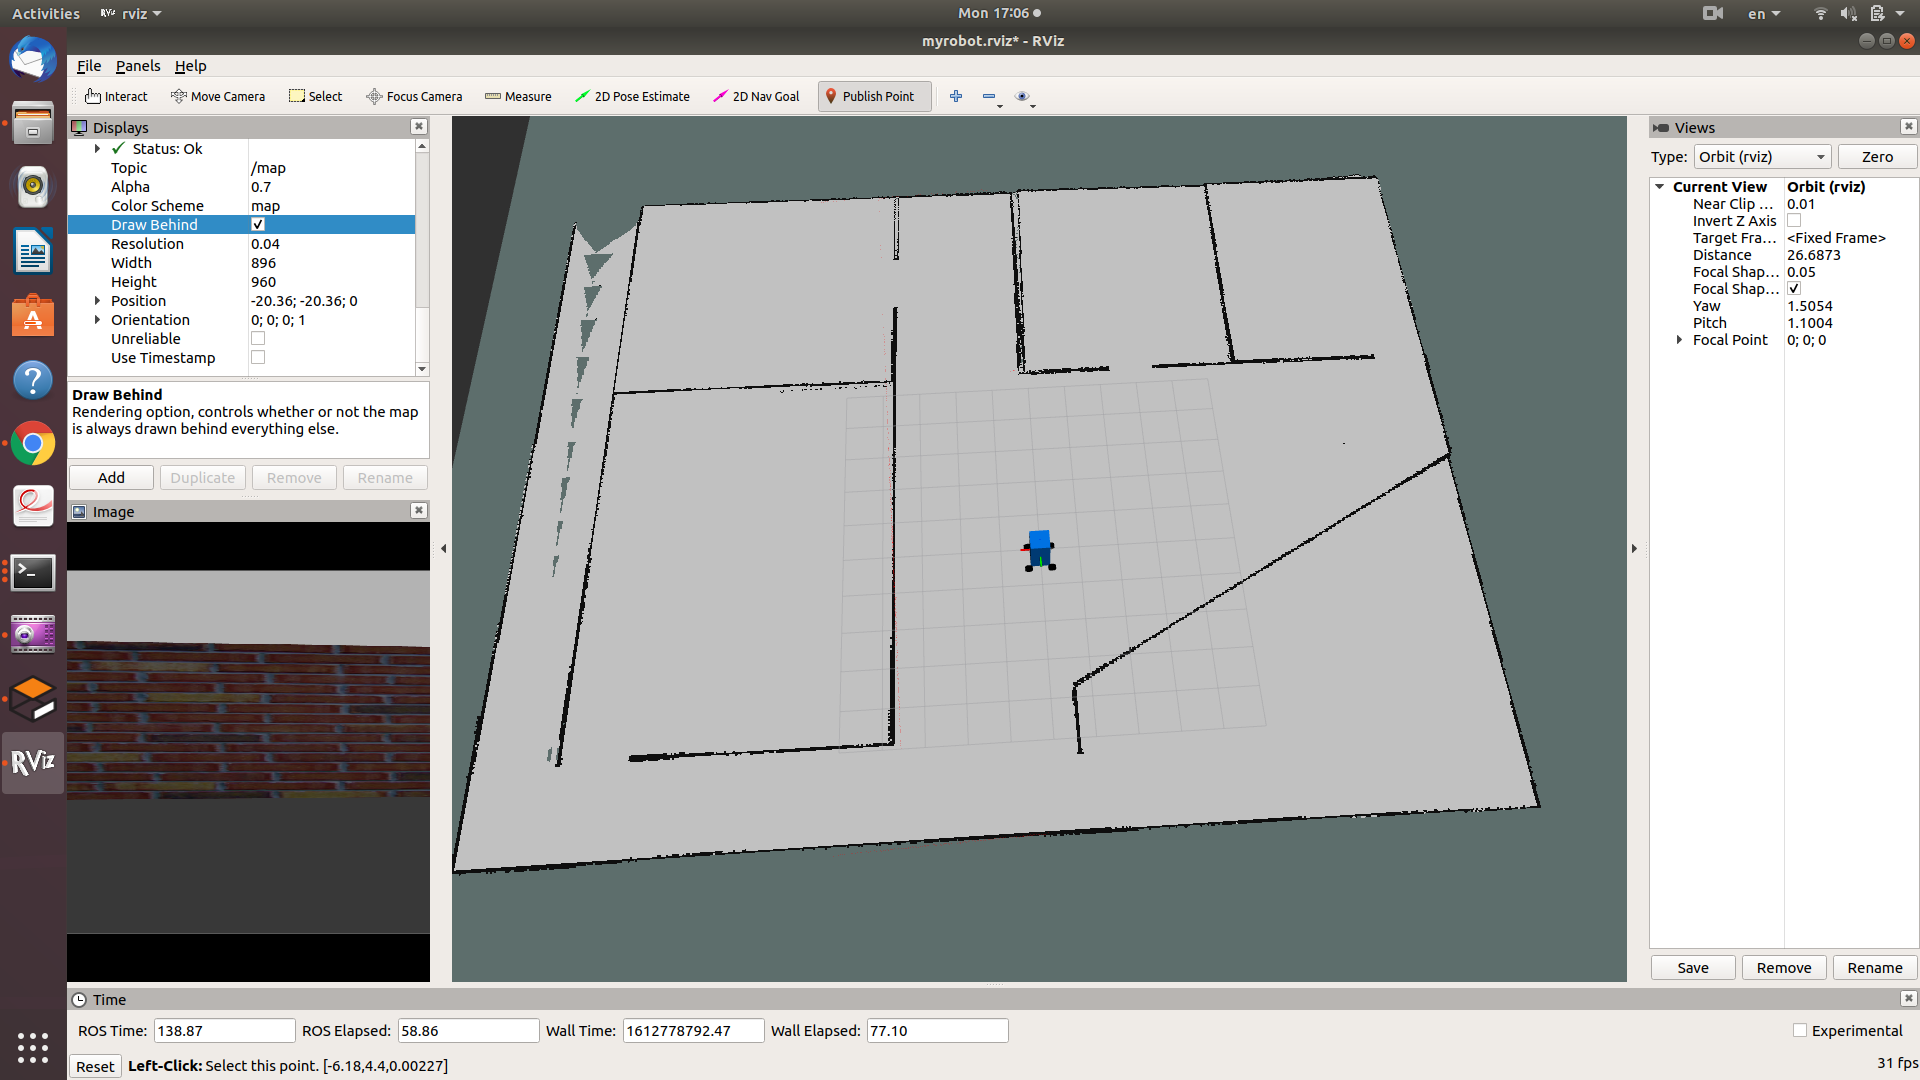 Activities
RViz rviz
Mon 17:06
en
myrobot.rviz* - RViz
File Panels Help
Interact Move Camera Select Focus Camera Measure 2D Pose Estimate 2D Nav Goal Publish Point
Displays
Status: Ok
Topic /map
Alpha 0.7
Color Scheme map
Draw Behind
Resolution 0.04
Width 896
Height 960
Position -20.36; -20.36; 0
Orientation 0; 0; 0; 1
Unreliable
Use Timestamp
Draw Behind
Rendering option, controls whether or not the map
is always drawn behind everything else.
Add Duplicate Remove Rename
Image
RViz
Views
Type: Orbit (rviz) Zero
Current View Orbit (rviz)
Near Clip ... 0.01
Invert Z Axis
Target Fra... <Fixed Frame>
Distance 26.6873
Focal Shap... 0.05
Focal Shap...
Yaw 1.5054
Pitch 1.1004
Focal Point 0; 0; 0
Save Remove Rename
Time
ROS Time: 138.87 ROS Elapsed: 58.86 Wall Time: 1612778792.47 Wall Elapsed: 77.10 Experimental
Reset Left-Click: Select this point. [-6.18,4.4,0.00227] 31 fps